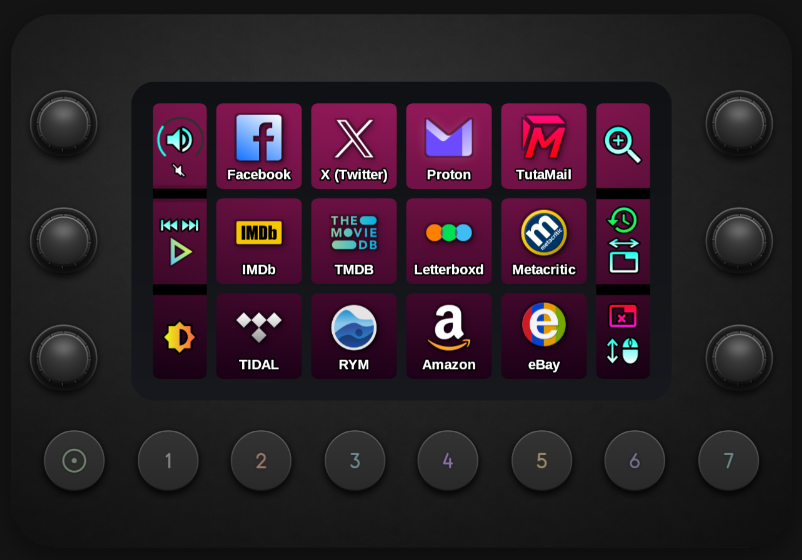 Facebook
X (Twitter)
Proton
TutaMail
IMDb
IMDb
THE
MOVIE
DB
TMDB
Letterboxd
m
metacritic
Metacritic
TIDAL
RYM
a
Amazon
e
eBay
1
2
3
4
5
6
7